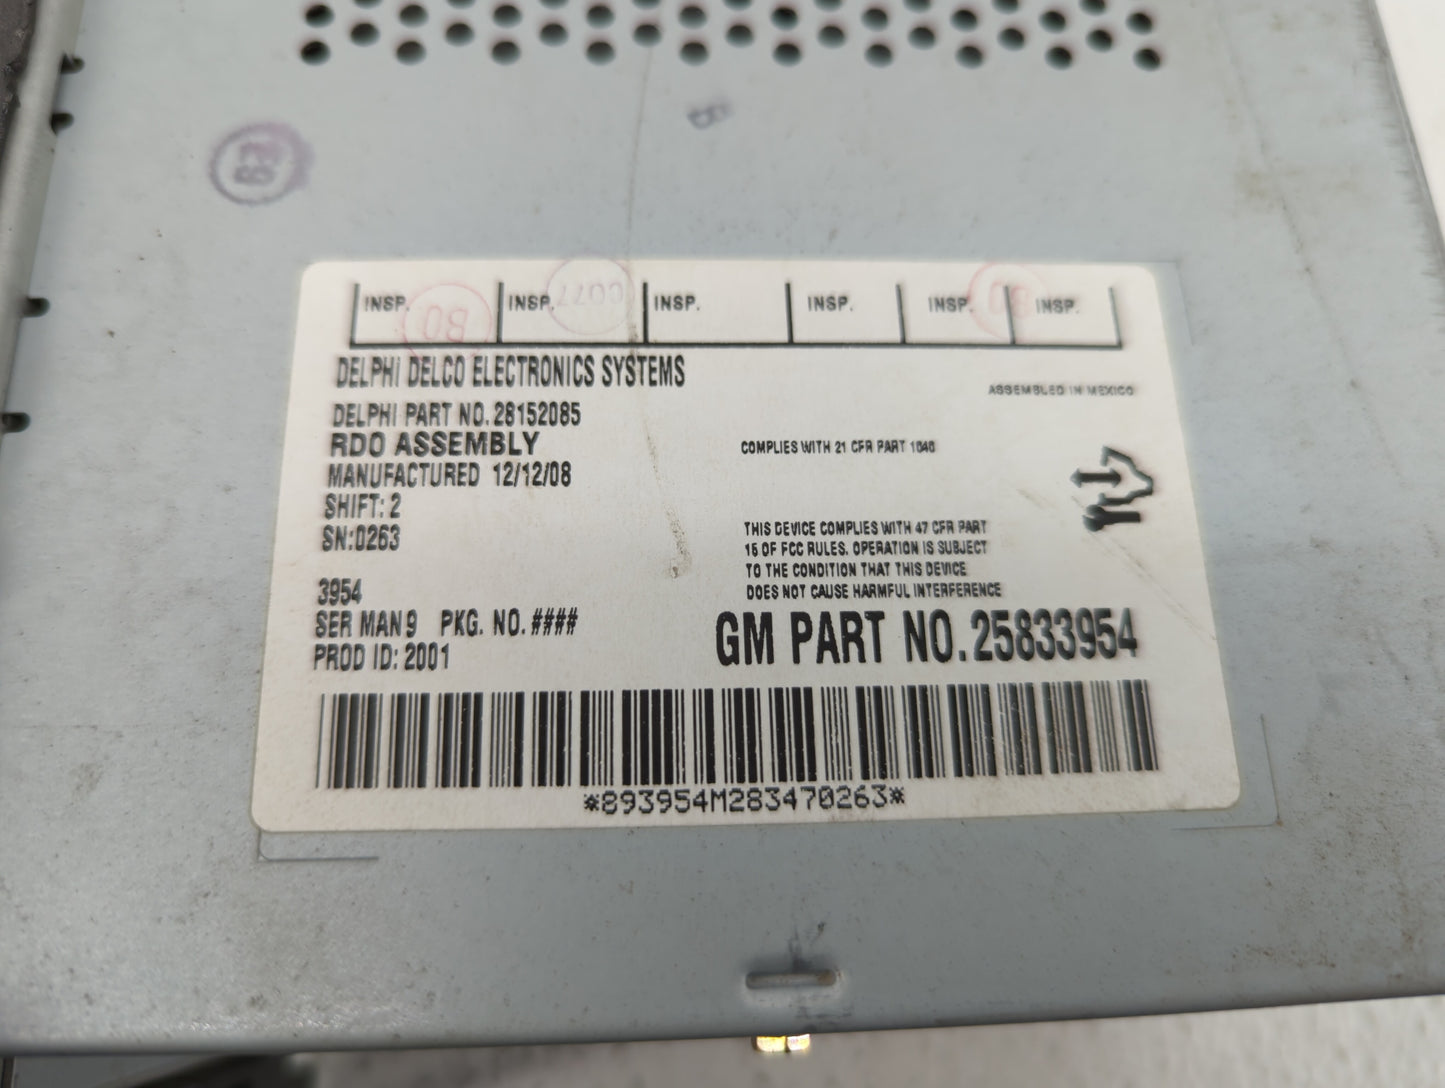 INSP. INSP. INSP. INSP. INSP. INSP.
BO 0077 BO
DELPHi DELCO ELECTRONICS SYSTEMS
ASSEMBLED IN MEXICO
DELPHI PART NO.28152085
RDO ASSEMBLY
MANUFACTURED 12/12/08
SHIFT: 2
SN:0263
COMPLIES WITH 21 CFR PART 1040
THIS DEVICE COMPLIES WITH 47 CFR PART
15 OF FCC RULES. OPERATION IS SUBJECT
TO THE CONDITION THAT THIS DEVICE
DOES NOT CAUSE HARMFUL INTERFERENCE
3954
SER MAN 9 PKG. NO. ####
PROD ID: 2001
GM PART NO.25833954
*893954M283470263*